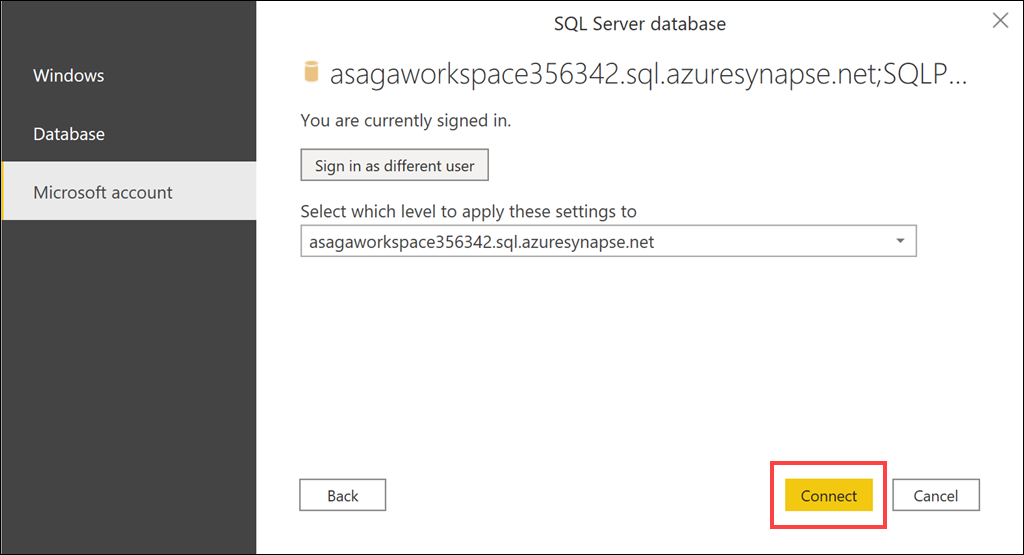 SQL Server database
Windows
Database
Microsoft account
asagaworkspace356342.sql.azuresynapse.net;SQLP...
You are currently signed in.
Sign in as different user
Select which level to apply these settings to
asagaworkspace356342.sql.azuresynapse.net
Back
Connect
Cancel